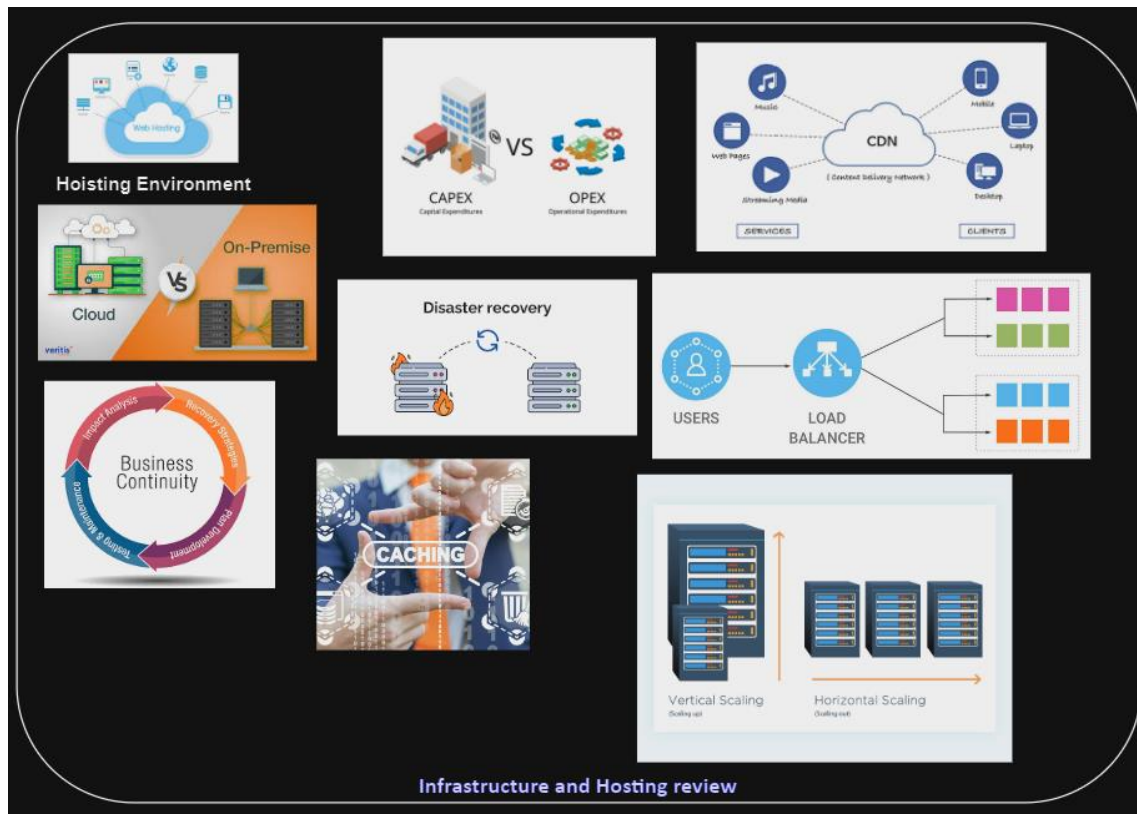 Web Hosting
Hoisting Environment
Cloud
VS
On-Premise
veritis
CAPEX
Capital Expenditures
VS
OPEX
Operational Expenditures
Music
Web Pages
Streaming Media
SERVICES
CDN
( Content Delivery Network )
Mobile
Laptop
Desktop
CLIENTS
Disaster recovery
USERS
LOAD
BALANCER
Business
Continuity
Impact Analysis
Recovery Strategies
Plan Development
Testing & Maintenance
CACHING
Vertical Scaling
(Scaling up)
Horizontal Scaling
(Scaling out)
Infrastructure and Hosting review